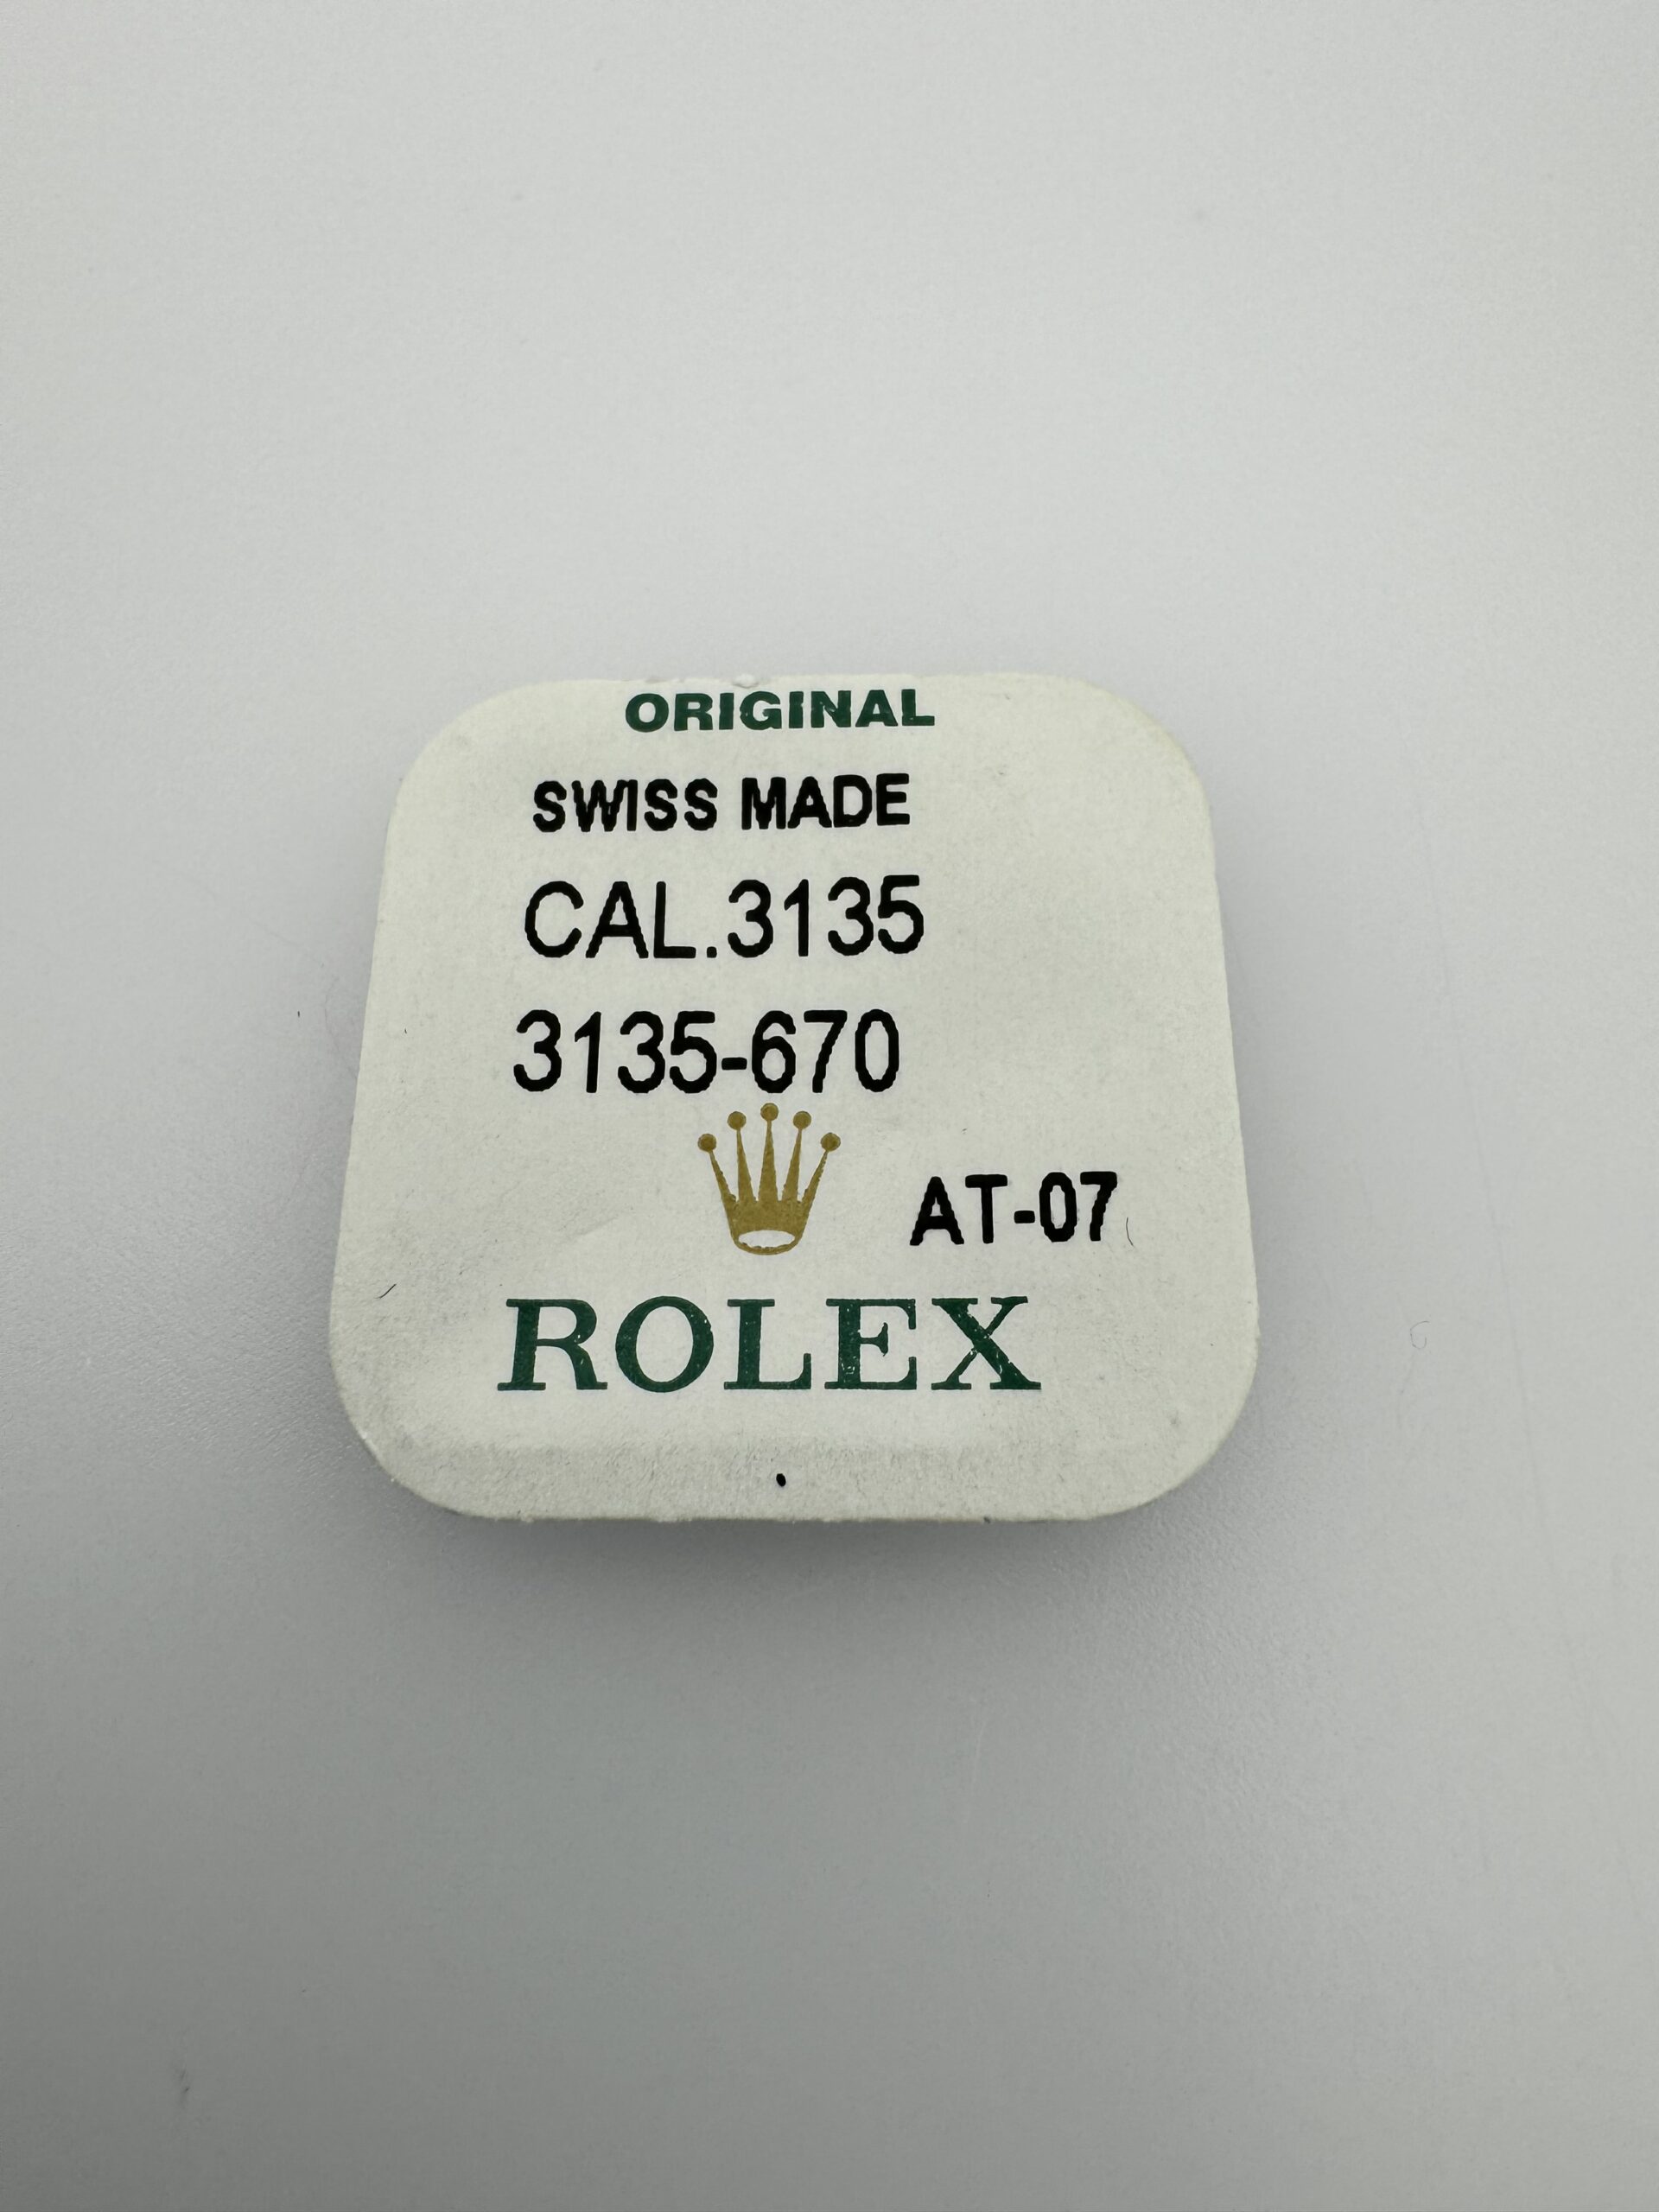 ORIGINAL
SWISS MADE
CAL.3135
3135-670
AT-07
ROLEX